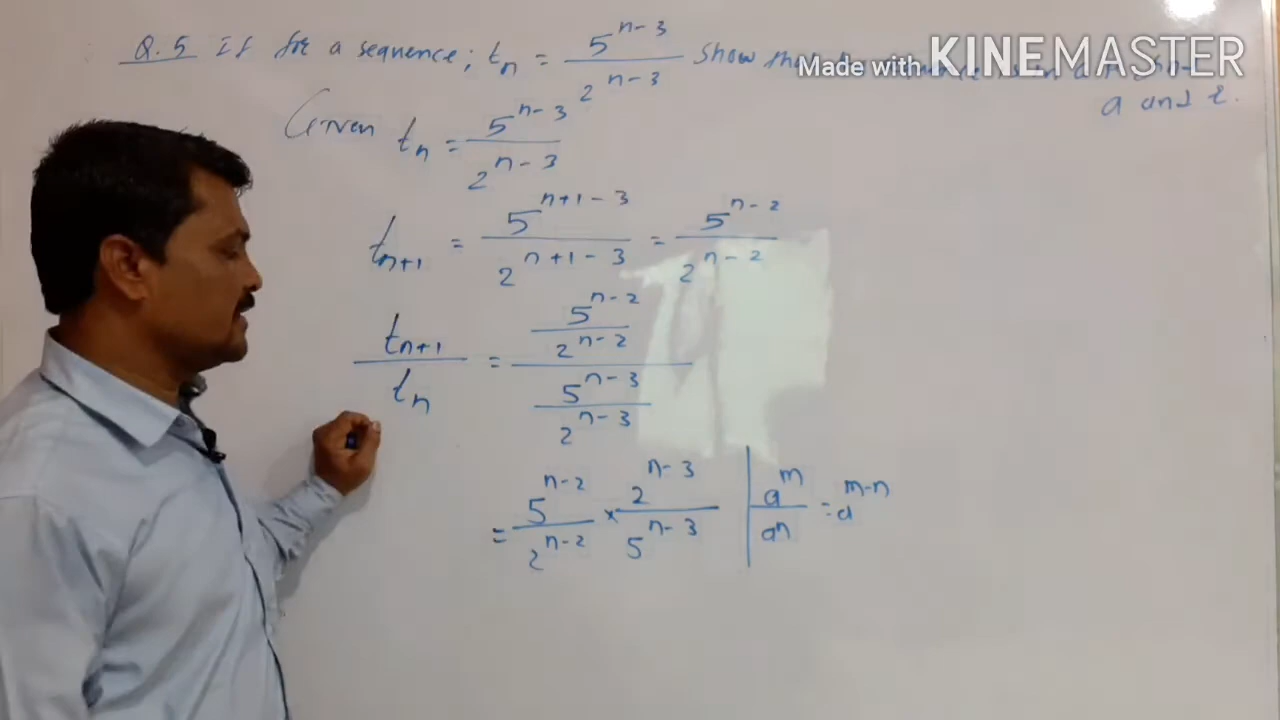 Q.5 If for a sequence; tₙ = 5^(n-3) / 2^(n-3) show
Made with KINEMASTER
a and r.
Given tₙ = 5^(n-3) / 2^(n-3)
tₙ₊₁ = 5^(n+1-3) / 2^(n+1-3) = 5^(n-2) / 2^(n-2)
tₙ₊₁ / tₙ = (5^(n-2) / 2^(n-2)) / (5^(n-3) / 2^(n-3))
= 5^(n-2) / 2^(n-2) × 2^(n-3) / 5^(n-3) | a^m / a^n = a^(m-n)